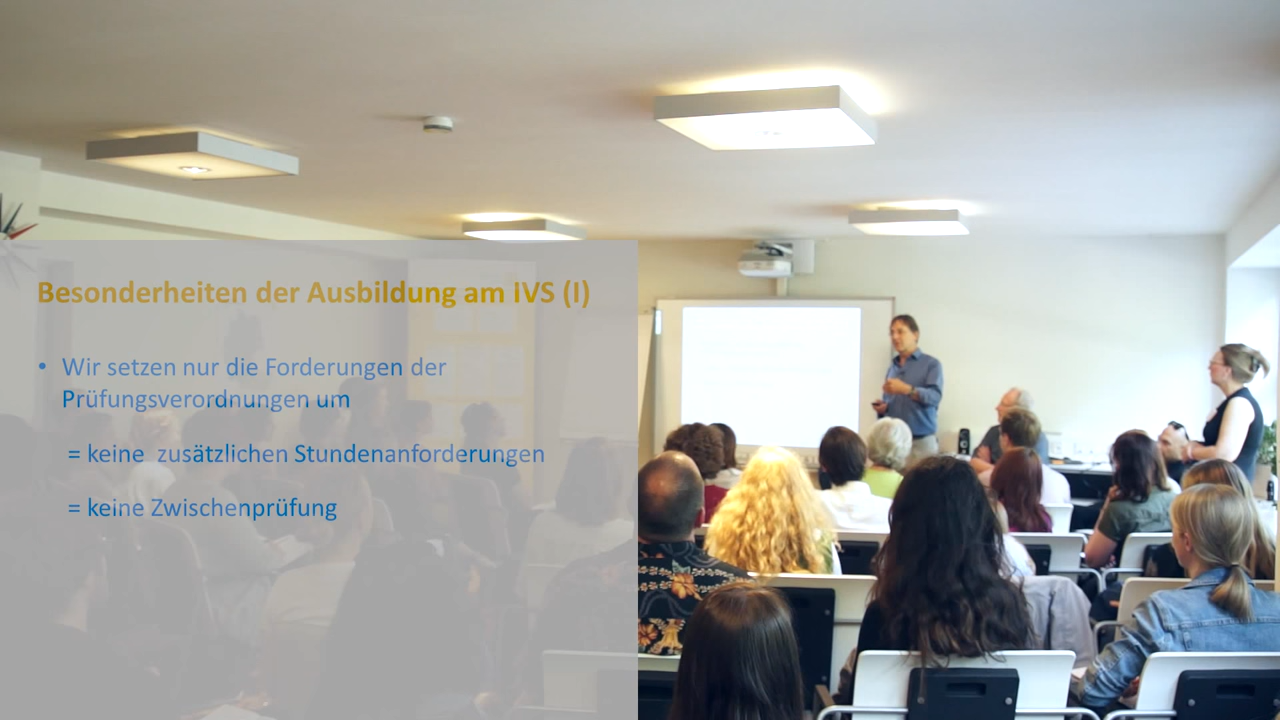 Besonderheiten der Ausbildung am IVS (I)
• Wir setzen nur die Forderungen der
Prüfungsverordnungen um
= keine  zusätzlichen Stundenanforderungen
= keine Zwischenprüfung